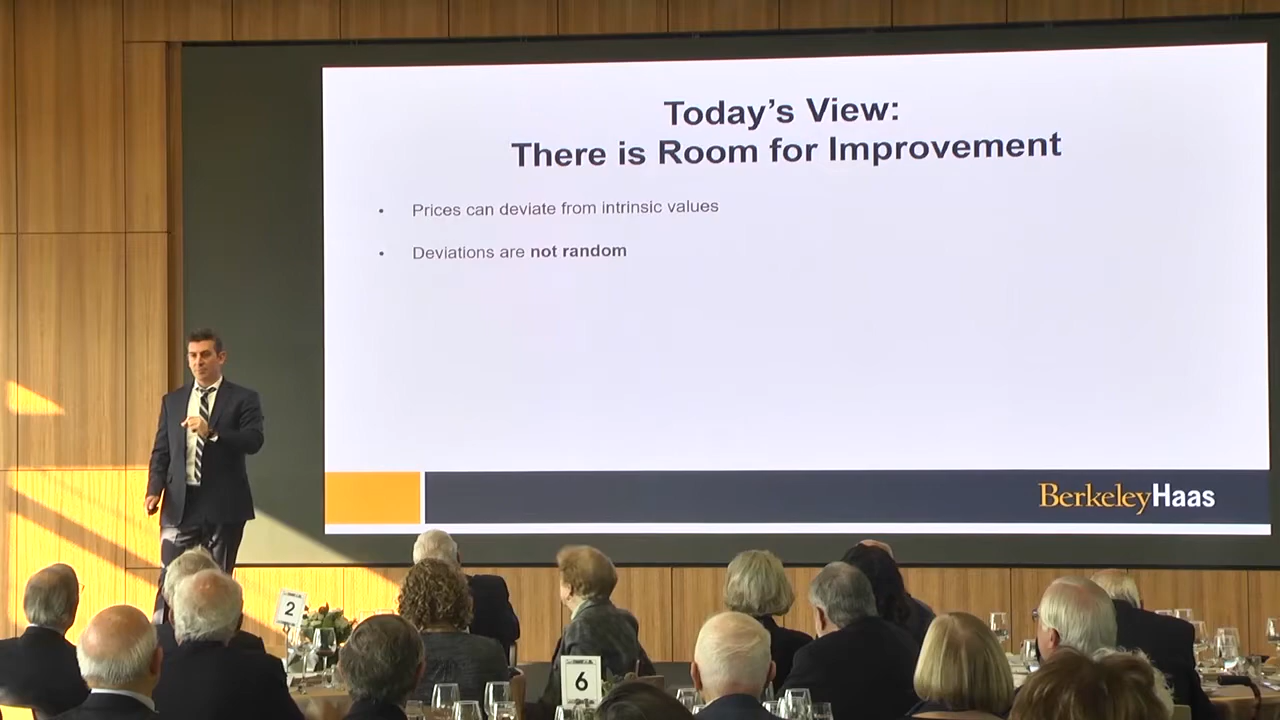 Today's View:
There is Room for Improvement
• Prices can deviate from intrinsic values
• Deviations are not random
BerkeleyHaas
2
6